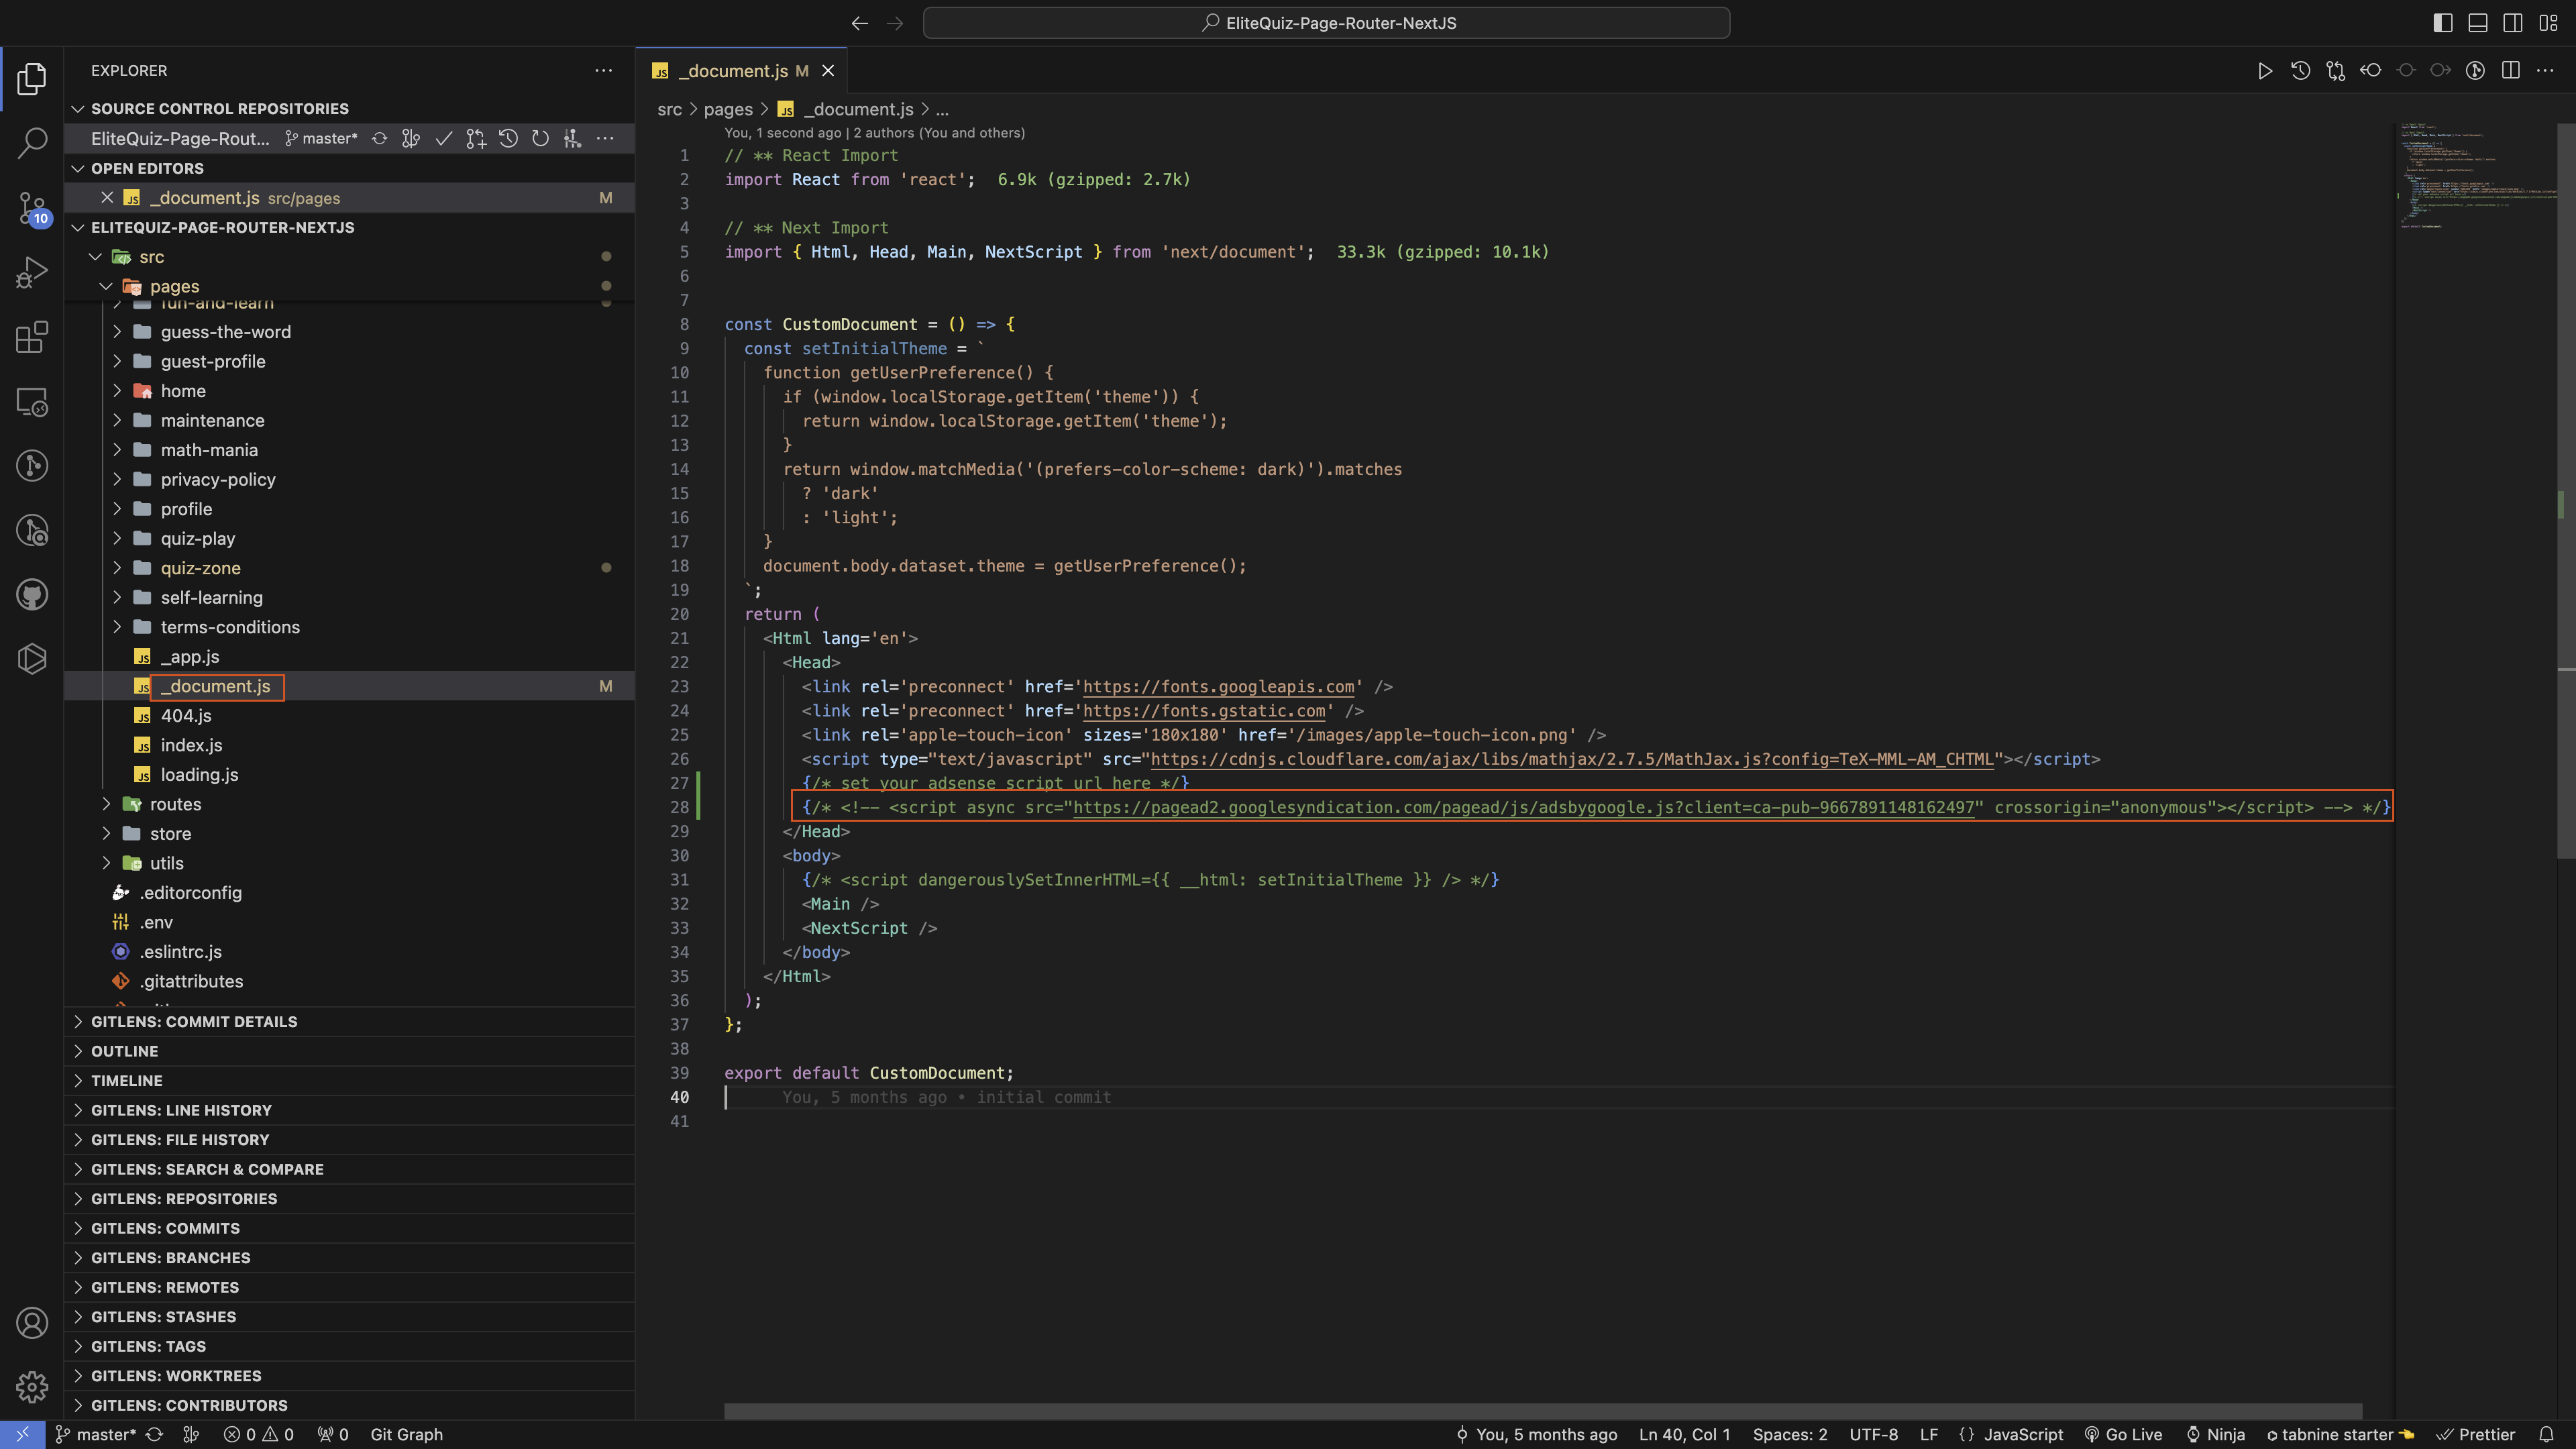 EliteQuiz-Page-Router-NextJS
EXPLORER
SOURCE CONTROL REPOSITORIES
EliteQuiz-Page-Rout... master*
OPEN EDITORS
_document.js src/pages M
ELITEQUIZ-PAGE-ROUTER-NEXTJS
src
pages
fun-and-learn
guess-the-word
guest-profile
home
maintenance
math-mania
privacy-policy
profile
quiz-play
quiz-zone
self-learning
terms-conditions
_app.js
_document.js M
404.js
index.js
loading.js
routes
store
utils
.editorconfig
.env
.eslintrc.js
.gitattributes
GITLENS: COMMIT DETAILS
OUTLINE
TIMELINE
GITLENS: LINE HISTORY
GITLENS: FILE HISTORY
GITLENS: SEARCH & COMPARE
GITLENS: REPOSITORIES
GITLENS: COMMITS
GITLENS: BRANCHES
GITLENS: REMOTES
GITLENS: STASHES
GITLENS: TAGS
GITLENS: WORKTREES
GITLENS: CONTRIBUTORS
10
_document.js M
src > pages > JS _document.js > ...
You, 1 second ago | 2 authors (You and others)
1 // ** React Import
2 import React from 'react'; 6.9k (gzipped: 2.7k)
3
4 // ** Next Import
5 import { Html, Head, Main, NextScript } from 'next/document'; 33.3k (gzipped: 10.1k)
6
7
8 const CustomDocument = () => {
9 const setInitialTheme = `
10 function getUserPreference() {
11 if (window.localStorage.getItem('theme')) {
12 return window.localStorage.getItem('theme');
13 }
14 return window.matchMedia('(prefers-color-scheme: dark)').matches
15 ? 'dark'
16 : 'light';
17 }
18 document.body.dataset.theme = getUserPreference();
19 `;
20 return (
21 <Html lang='en'>
22 <Head>
23 <link rel='preconnect' href='https://fonts.googleapis.com' />
24 <link rel='preconnect' href='https://fonts.gstatic.com' />
25 <link rel='apple-touch-icon' sizes='180x180' href='/images/apple-touch-icon.png' />
26 <script type="text/javascript" src="https://cdnjs.cloudflare.com/ajax/libs/mathjax/2.7.5/MathJax.js?config=TeX-MML-AM_CHTML"></script>
27 {/* set your adsense script url here */}
28 {/* <!-- <script async src="https://pagead2.googlesyndication.com/pagead/js/adsbygoogle.js?client=ca-pub-9667891148162497" crossorigin="anonymous"></script> --> */}
29 </Head>
30 <body>
31 {/* <script dangerouslySetInnerHTML={{ __html: setInitialTheme }} /> */}
32 <Main />
33 <NextScript />
34 </body>
35 </Html>
36 );
37 };
38
39 export default CustomDocument;
40 You, 5 months ago • initial commit
41
master* 0 0 0 Git Graph You, 5 months ago Ln 40, Col 1 Spaces: 2 UTF-8 LF {} JavaScript Go Live Ninja tabnine starter Prettier